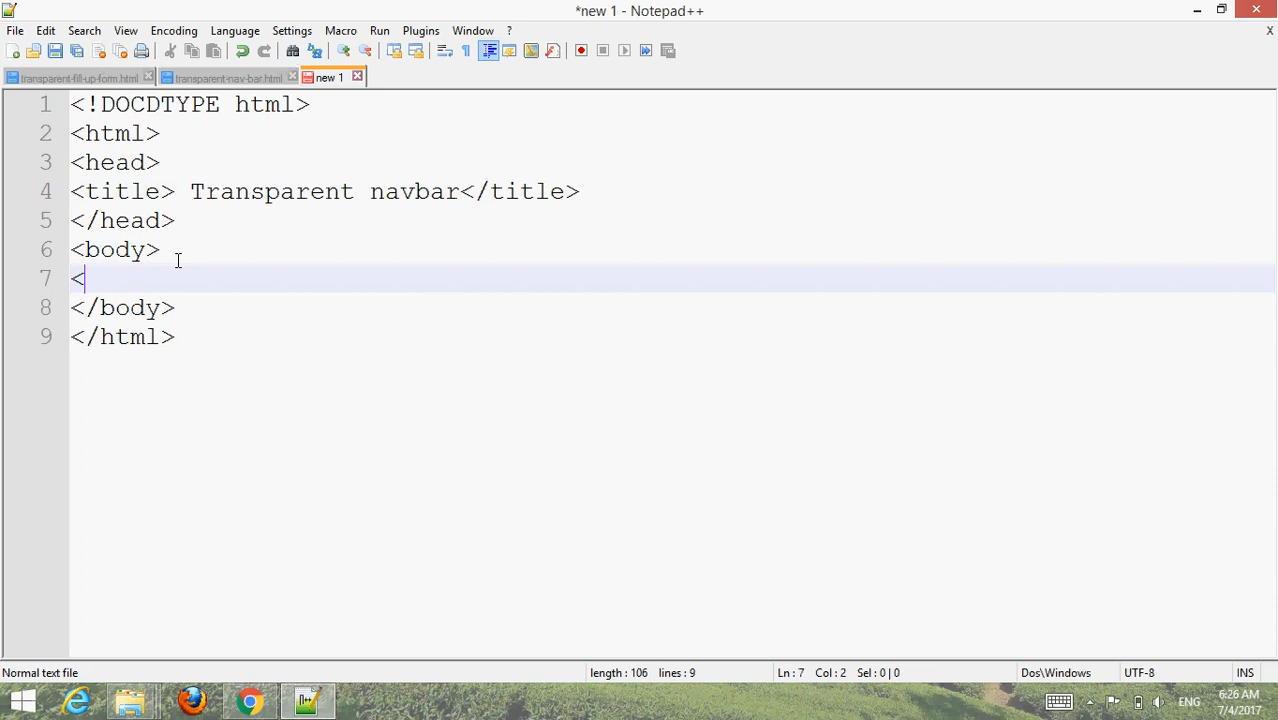 *new 1 - Notepad++
File Edit Search View Encoding Language Settings Macro Run Plugins Window ? X
transparent-fill-up-form.html transparent-nav-bar.html new 1
1 <!DOCDTYPE html>
2 <html>
3 <head>
4 <title> Transparent navbar</title>
5 </head>
6 <body>
7 <
8 </body>
9 </html>
Normal text file length : 106 lines : 9 Ln : 7 Col : 2 Sel : 0 | 0 Dos\Windows UTF-8 INS
ENG 6:26 AM
7/4/2017